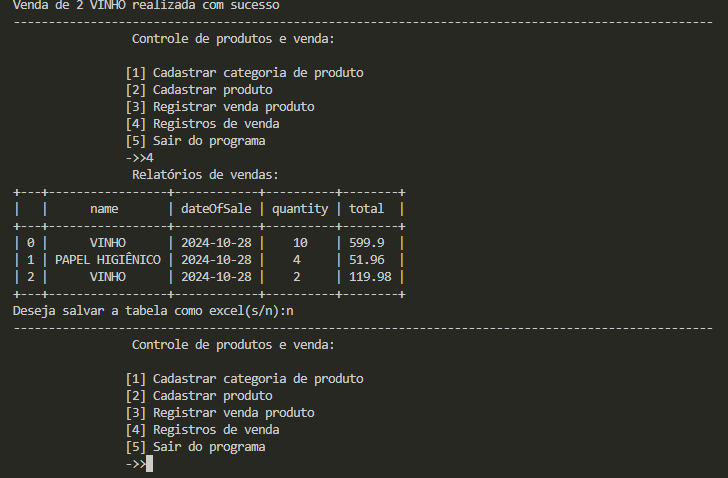 Venda de 2 VINHO realizada com sucesso
----------------------------------------------------------------------------------------------------
Controle de produtos e venda:
[1] Cadastrar categoria de produto
[2] Cadastrar produto
[3] Registrar venda produto
[4] Registros de venda
[5] Sair do programa
->>4
Relatórios de vendas:
+---+-----------------+------------+----------+--------+
|   |      name       | dateOfSale | quantity | total  |
+---+-----------------+------------+----------+--------+
| 0 |      VINHO      | 2024-10-28 |    10    | 599.9  |
| 1 | PAPEL HIGIÊNICO | 2024-10-28 |    4     | 51.96  |
| 2 |      VINHO      | 2024-10-28 |    2     | 119.98 |
+---+-----------------+------------+----------+--------+
Deseja salvar a tabela como excel(s/n):n
----------------------------------------------------------------------------------------------------
Controle de produtos e venda:
[1] Cadastrar categoria de produto
[2] Cadastrar produto
[3] Registrar venda produto
[4] Registros de venda
[5] Sair do programa
->>